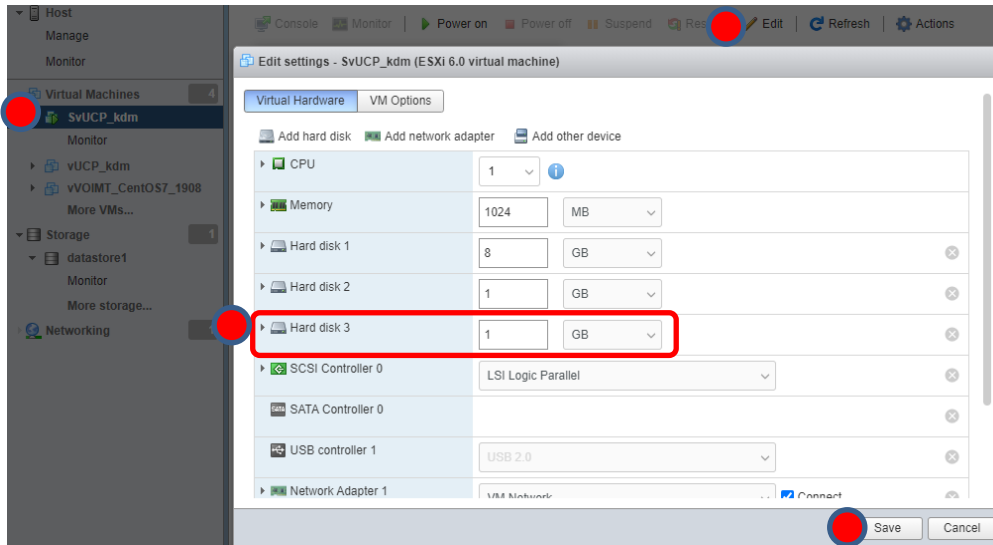 Host
Manage
Monitor
Virtual Machines 4
SvUCP_kdm
Monitor
vUCP_kdm
vVOIMT_CentOS7_1908
More VMs...
Storage 1
datastore1
Monitor
More storage...
Networking
Console Monitor Power on Power off Suspend Edit Refresh Actions
Edit settings - SvUCP_kdm (ESXi 6.0 virtual machine)
Virtual Hardware VM Options
Add hard disk Add network adapter Add other device
CPU 1
Memory 1024 MB
Hard disk 1 8 GB
Hard disk 2 1 GB
Hard disk 3 1 GB
SCSI Controller 0 LSI Logic Parallel
SATA Controller 0
USB controller 1 USB 2.0
Network Adapter 1 VM Network Connect
Save Cancel